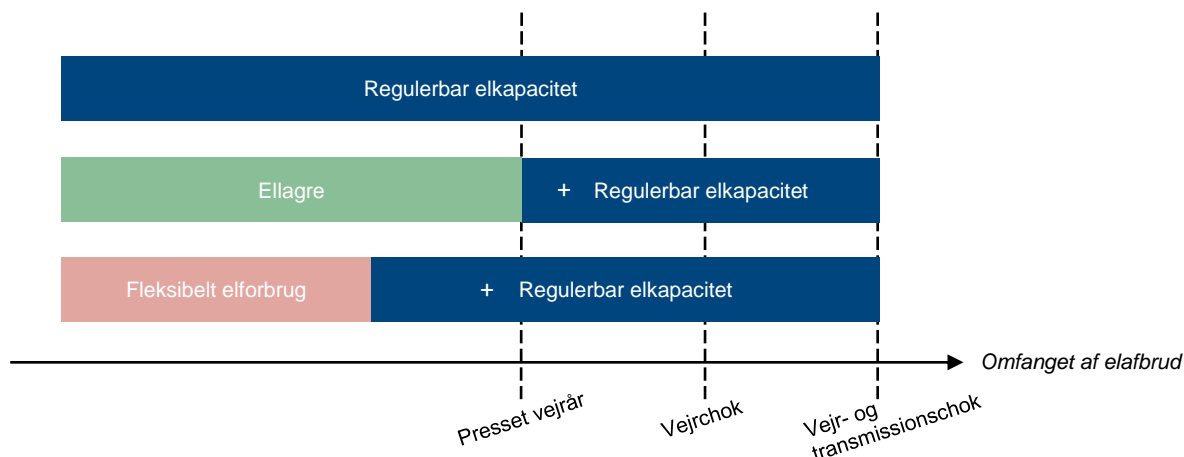 Regulerbar elkapacitet
Ellagre
+ Regulerbar elkapacitet
Fleksibelt elforbrug
+ Regulerbar elkapacitet
Omfanget af elafbrud
Presset vejrår
Vejrchok
Vejr- og
transmissionschok